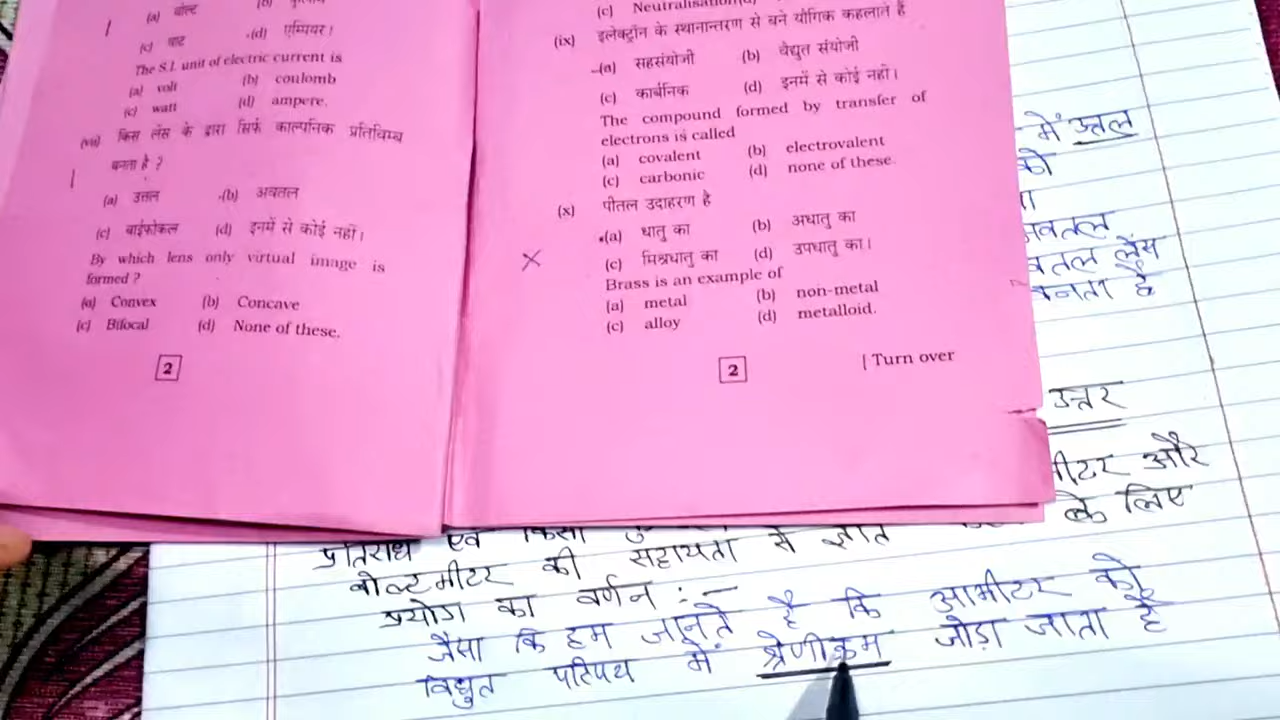 (a) वोल्ट
(c) वाट (d) एम्पियर।
The S.I. unit of electric current is
(a) volt (b) coulomb
(c) watt (d) ampere.
(vii) किस लेंस के द्वारा सिर्फ काल्पनिक प्रतिविम्ब
बनता है ?
(a) उत्तल (b) अवतल
(c) बाईफोकल (d) इनमें से कोई नहीं।
By which lens only virtual image is
formed ?
(a) Convex (b) Concave
(c) Bifocal (d) None of these.
2
(c) Neutralisation
(ix) इलेक्ट्रॉन के स्थानान्तरण से बने यौगिक कहलाते हैं
(a) सहसंयोजी (b) वैद्युत संयोजी
(c) कार्बनिक (d) इनमें से कोई नहीं।
The compound formed by transfer of
electrons is called
(a) covalent (b) electrovalent
(c) carbonic (d) none of these.
(x) पीतल उदाहरण है
(a) धातु का (b) अधातु का
(c) मिश्रधातु का (d) उपधातु का।
Brass is an example of
(a) metal (b) non-metal
(c) alloy (d) metalloid.
2
[ Turn over
में उत्तल
को
अवतल
लेंस
बनता है
उत्तर
और
के लिए
प्रतिरोध एवं किसी
वोल्टमीटर की सहायता से ज्ञात
प्रयोग का वर्णन :-
जैसा कि हम जानते है कि आमीटर को
विधुत परिपथ में श्रेणीक्रम जोड़ा जाता है